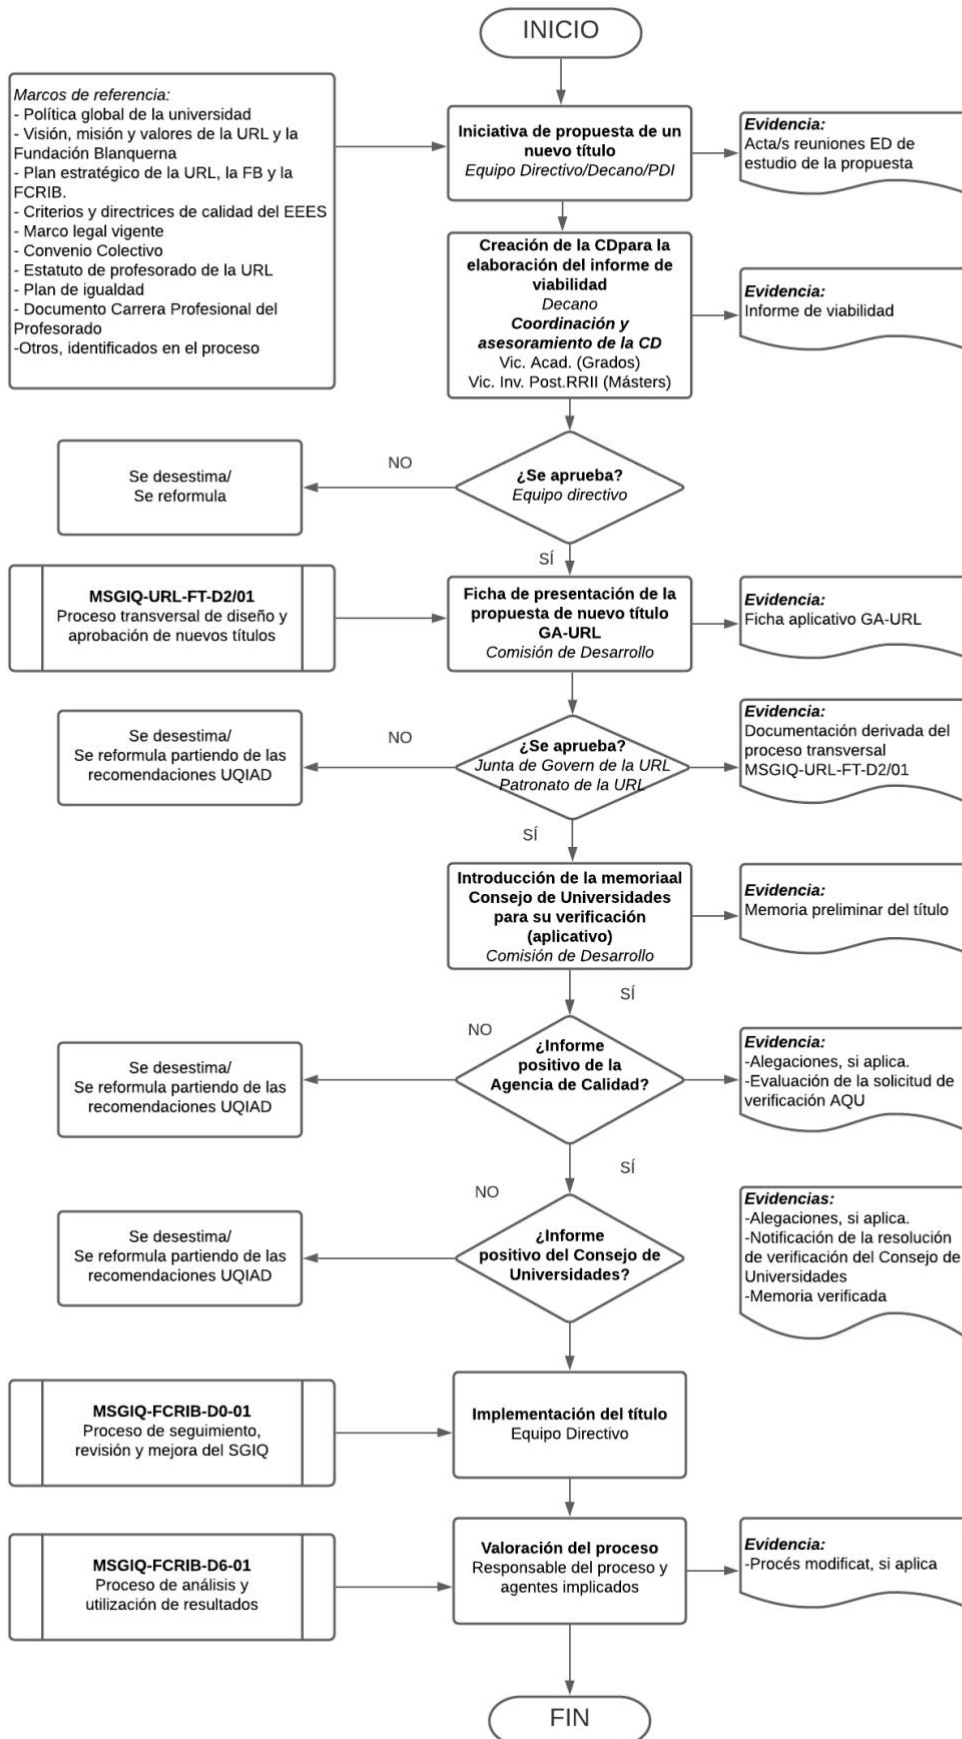 INICIO
Marcos de referencia:
- Política global de la universidad
- Visión, misión y valores de la URL y la
Fundación Blanquerna
- Plan estratégico de la URL, la FB y la
FCRIB.
- Criterios y directrices de calidad del EEES
- Marco legal vigente
- Convenio Colectivo
- Estatuto de profesorado de la URL
- Plan de igualdad
- Documento Carrera Profesional del
Profesorado
-Otros, identificados en el proceso
Iniciativa de propuesta de un
nuevo título
Equipo Directivo/Decano/PDI
Evidencia:
Acta/s reuniones ED de
estudio de la propuesta
Creación de la CDpara la
elaboración del informe de
viabilidad
Decano
Coordinación y
asesoramiento de la CD
Vic. Acad. (Grados)
Vic. Inv. Post.RRII (Másters)
Evidencia:
Informe de viabilidad
¿Se aprueba?
Equipo directivo
NO
Se desestima/
Se reformula
SÍ
MSGIQ-URL-FT-D2/01
Proceso transversal de diseño y
aprobación de nuevos títulos
Ficha de presentación de la
propuesta de nuevo título
GA-URL
Comisión de Desarrollo
Evidencia:
Ficha aplicativo GA-URL
¿Se aprueba?
Junta de Govern de la URL
Patronato de la URL
NO
Se desestima/
Se reformula partiendo de las
recomendaciones UQIAD
Evidencia:
Documentación derivada del
proceso transversal
MSGIQ-URL-FT-D2/01
SÍ
Introducción de la memoriaal
Consejo de Universidades
para su verificación
(aplicativo)
Comisión de Desarrollo
Evidencia:
Memoria preliminar del título
SÍ
NO
¿Informe
positivo de la
Agencia de Calidad?
Se desestima/
Se reformula partiendo de las
recomendaciones UQIAD
Evidencia:
-Alegaciones, si aplica.
-Evaluación de la solicitud de
verificación AQU
SÍ
NO
¿Informe
positivo del Consejo de
Universidades?
Se desestima/
Se reformula partiendo de las
recomendaciones UQIAD
Evidencias:
-Alegaciones, si aplica.
-Notificación de la resolución
de verificación del Consejo de
Universidades
-Memoria verificada
MSGIQ-FCRIB-D0-01
Proceso de seguimiento,
revisión y mejora del SGIQ
Implementación del título
Equipo Directivo
MSGIQ-FCRIB-D6-01
Proceso de análisis y
utilización de resultados
Valoración del proceso
Responsable del proceso y
agentes implicados
Evidencia:
-Procés modificat, si aplica
FIN